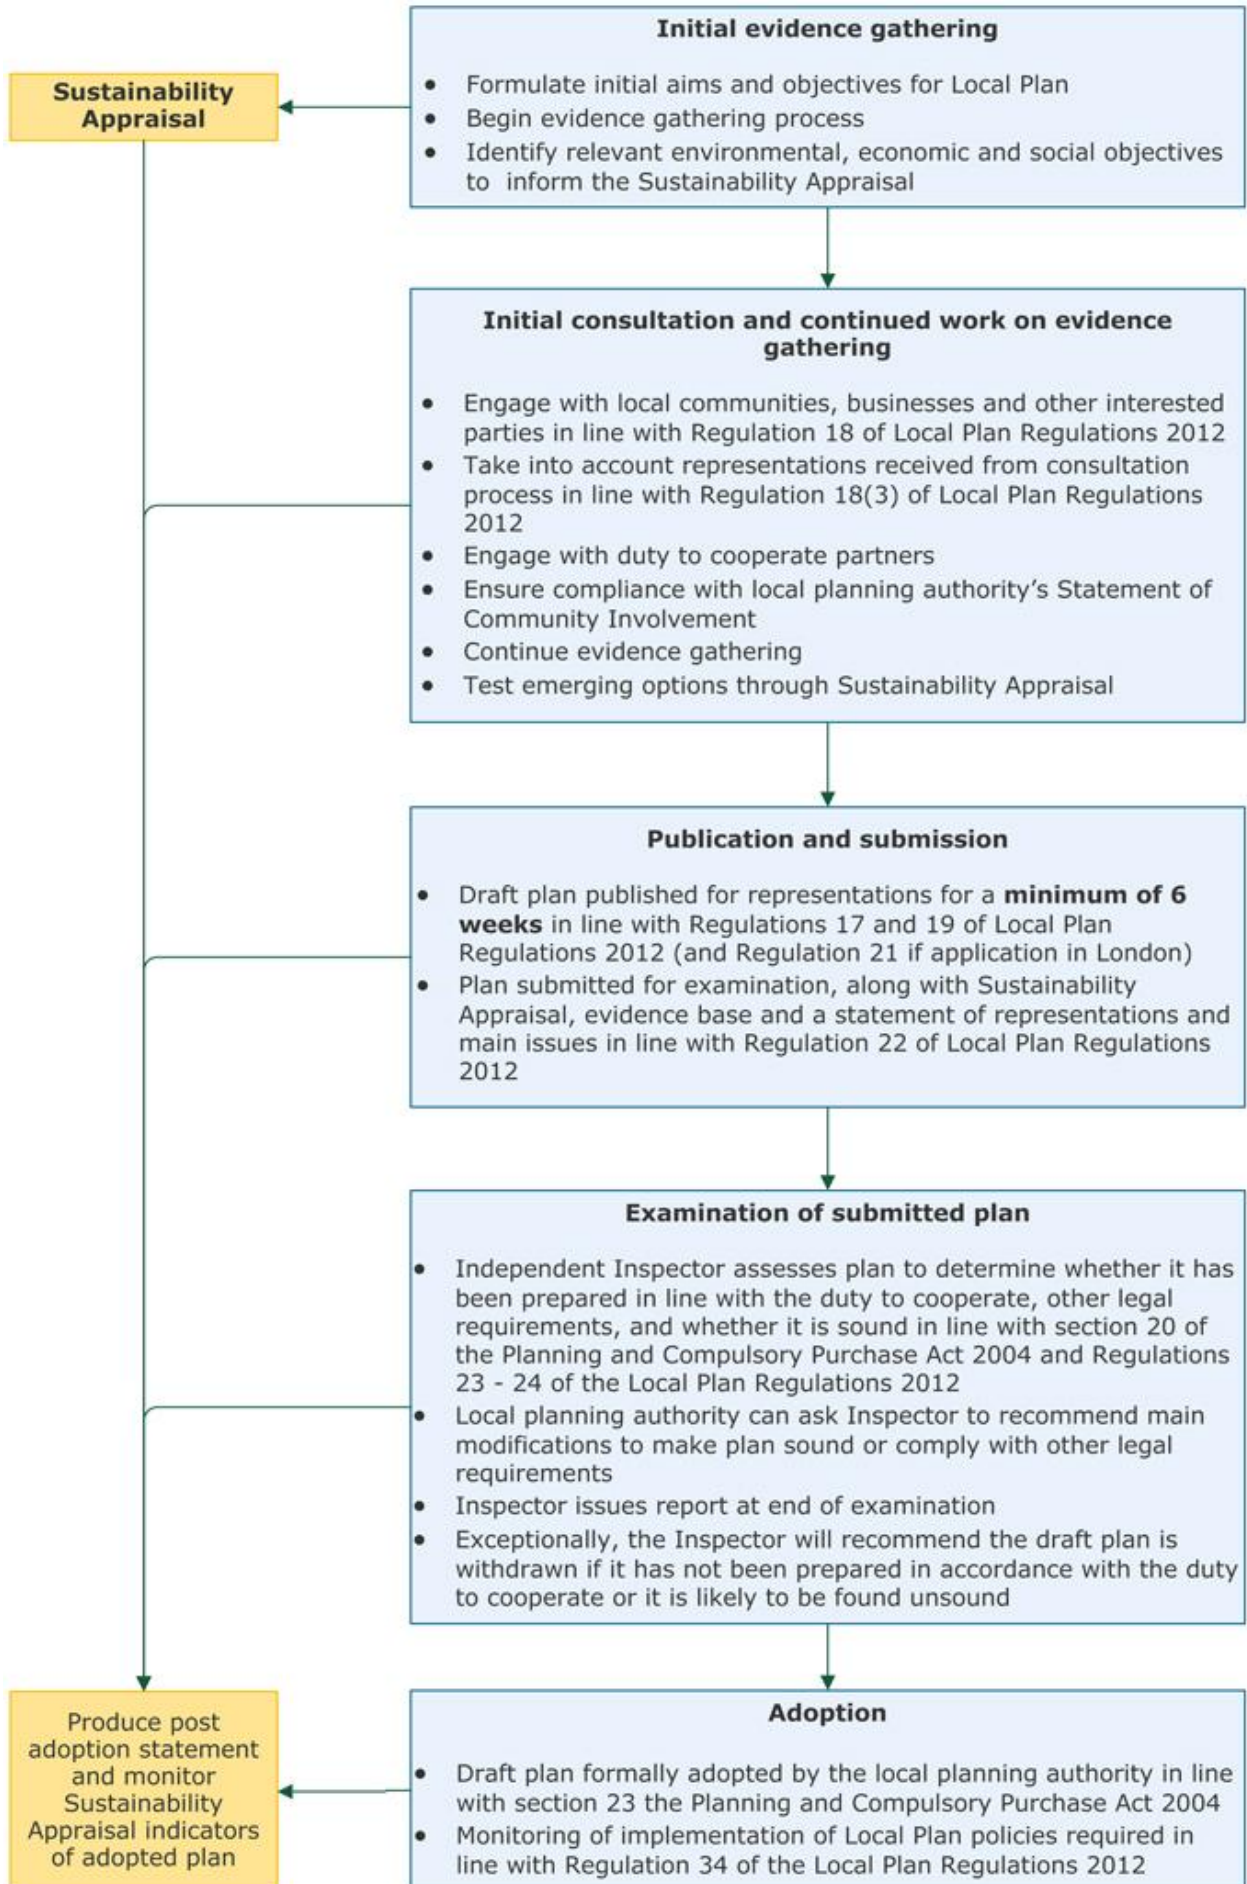 Initial evidence gathering
• Formulate initial aims and objectives for Local Plan
• Begin evidence gathering process
• Identify relevant environmental, economic and social objectives
to inform the Sustainability Appraisal
Sustainability
Appraisal
Initial consultation and continued work on evidence
gathering
• Engage with local communities, businesses and other interested
parties in line with Regulation 18 of Local Plan Regulations 2012
• Take into account representations received from consultation
process in line with Regulation 18(3) of Local Plan Regulations
2012
• Engage with duty to cooperate partners
• Ensure compliance with local planning authority’s Statement of
Community Involvement
• Continue evidence gathering
• Test emerging options through Sustainability Appraisal
Publication and submission
• Draft plan published for representations for a minimum of 6
weeks in line with Regulations 17 and 19 of Local Plan
Regulations 2012 (and Regulation 21 if application in London)
• Plan submitted for examination, along with Sustainability
Appraisal, evidence base and a statement of representations and
main issues in line with Regulation 22 of Local Plan Regulations
2012
Examination of submitted plan
• Independent Inspector assesses plan to determine whether it has
been prepared in line with the duty to cooperate, other legal
requirements, and whether it is sound in line with section 20 of
the Planning and Compulsory Purchase Act 2004 and Regulations
23 - 24 of the Local Plan Regulations 2012
• Local planning authority can ask Inspector to recommend main
modifications to make plan sound or comply with other legal
requirements
• Inspector issues report at end of examination
• Exceptionally, the Inspector will recommend the draft plan is
withdrawn if it has not been prepared in accordance with the duty
to cooperate or it is likely to be found unsound
Adoption
• Draft plan formally adopted by the local planning authority in line
with section 23 the Planning and Compulsory Purchase Act 2004
• Monitoring of implementation of Local Plan policies required in
line with Regulation 34 of the Local Plan Regulations 2012
Produce post
adoption statement
and monitor
Sustainability
Appraisal indicators
of adopted plan